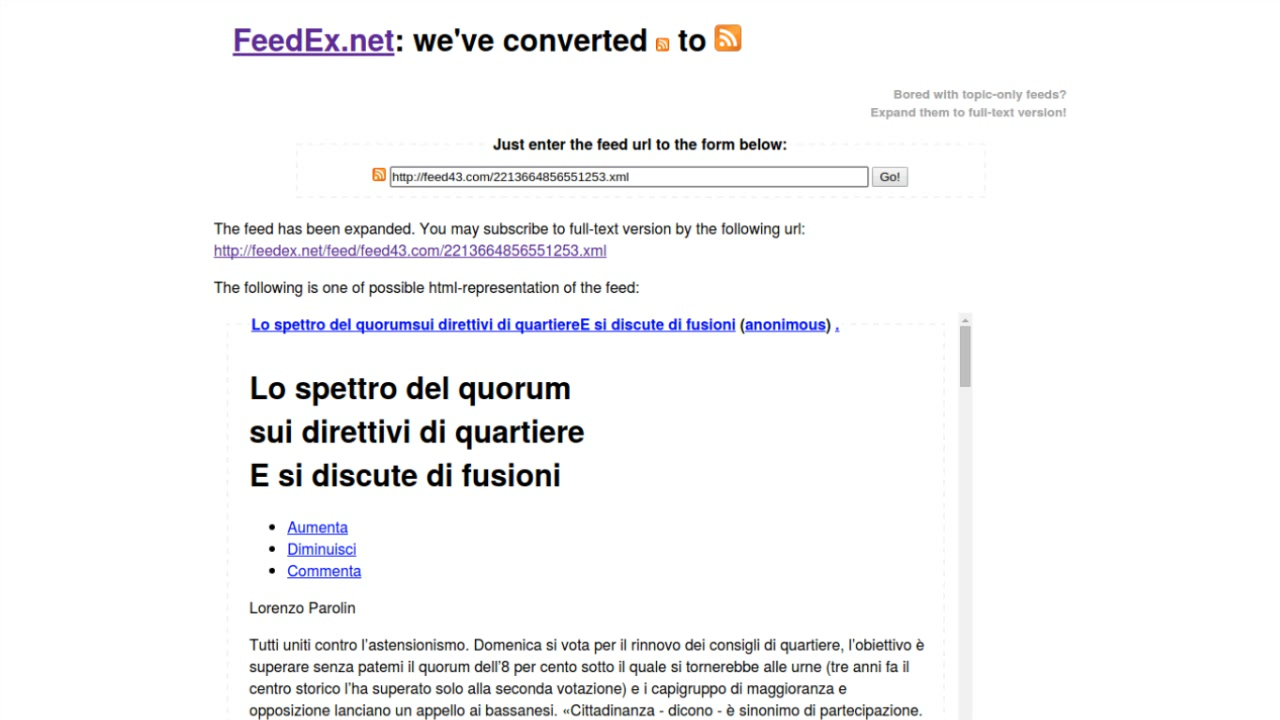 FeedEx.net: we've converted to
Bored with topic-only feeds?
Expand them to full-text version!
Just enter the feed url to the form below:
http://feed43.com/2213664856551253.xml Go!
The feed has been expanded. You may subscribe to full-text version by the following url:
http://feedex.net/feed/feed43.com/2213664856551253.xml
The following is one of possible html-representation of the feed:
Lo spettro del quorumsui direttivi di quartiereE si discute di fusioni (anonimous) .
Lo spettro del quorum
sui direttivi di quartiere
E si discute di fusioni
Aumenta
Diminuisci
Commenta
Lorenzo Parolin
Tutti uniti contro l'astensionismo. Domenica si vota per il rinnovo dei consigli di quartiere, l'obiettivo è
superare senza patemi il quorum dell'8 per cento sotto il quale si tornerebbe alle urne (tre anni fa il
centro storico l'ha superato solo alla seconda votazione) e i capigruppo di maggioranza e
opposizione lanciano un appello ai bassanesi. «Cittadinanza - dicono - è sinonimo di partecipazione.